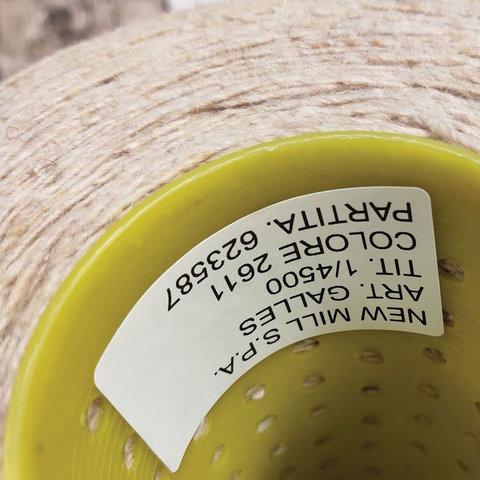 NEW MILL S.P.A.
ART. GALLES
TIT. 1/4500
COLORE 2611
PARTITA. 623587